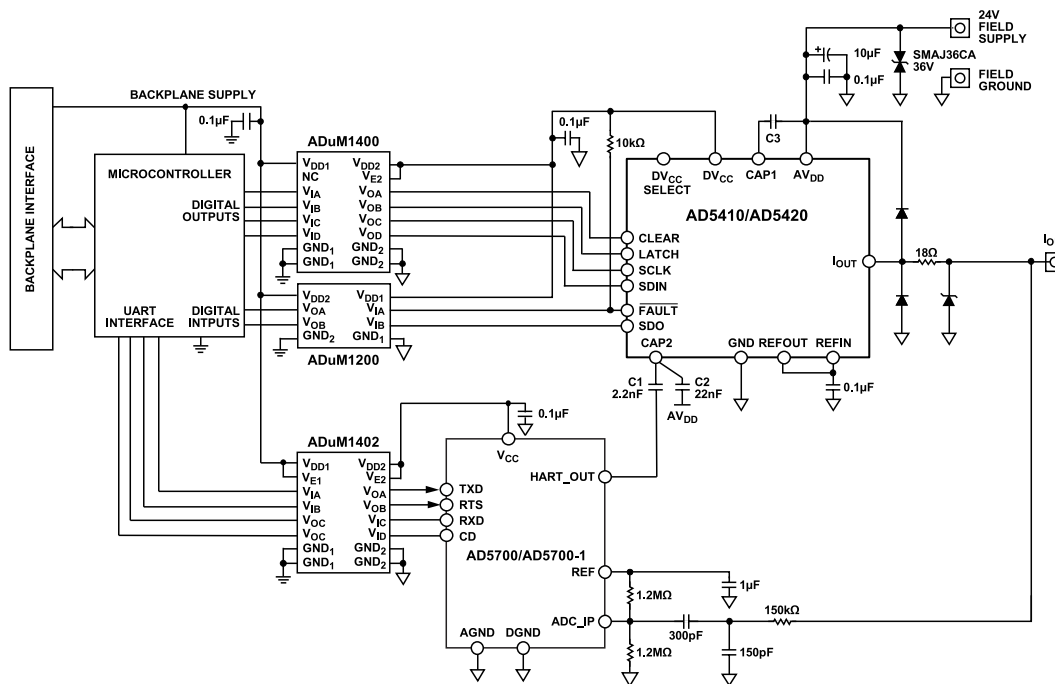 24V
FIELD
SUPPLY
10µF
SMAJ36CA
36V
0.1µF
FIELD
GROUND
BACKPLANE INTERFACE
BACKPLANE SUPPLY
0.1µF
ADuM1400
0.1µF
10kΩ
C3
MICROCONTROLLER
DIGITAL
OUTPUTS
UART
INTERFACE
DIGITAL
INTPUTS
VDD1
NC
VIA
VIB
VIC
VID
GND1
GND1
VDD2
VE2
VOA
VOB
VOC
VOD
GND2
GND2
VDD2
VOA
VOB
GND2
VDD1
VIA
VIB
GND1
ADuM1200
DVCC
SELECT
DVCC
CAP1
AVDD
AD5410/AD5420
CLEAR
LATCH
SCLK
SDIN
FAULT
SDO
IOUT
CAP2
GND
REFOUT
REFIN
18Ω
IO
C1
2.2nF
C2
22nF
AVDD
0.1µF
ADuM1402
0.1µF
VDD1
VE1
VIA
VIB
VOC
VOC
GND1
GND1
VDD2
VE2
VOA
VOB
VIC
VID
GND2
GND2
VCC
HART_OUT
TXD
RTS
RXD
CD
AD5700/AD5700-1
REF
ADC_IP
AGND
DGND
1.2MΩ
1µF
150kΩ
300pF
1.2MΩ
150pF